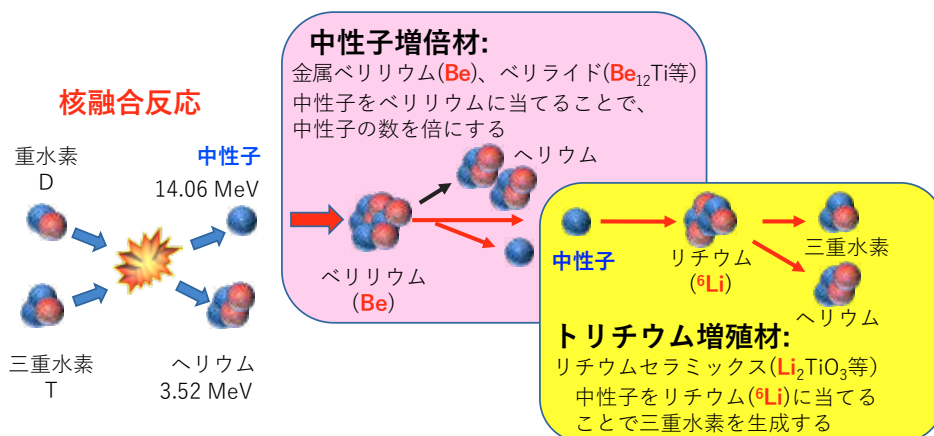 核融合反応
重水素
D
中性子
14.06 MeV
三重水素
T
ヘリウム
3.52 MeV
中性子増倍材:
金属ベリリウム(Be)、ベリライド(Be₁₂Ti等)
中性子をベリリウムに当てることで、
中性子の数を倍にする
ヘリウム
ベリリウム
(Be)
中性子
リチウム
(⁶Li)
三重水素
ヘリウム
トリチウム増殖材:
リチウムセラミックス(Li₂TiO₃等)
中性子をリチウム(⁶Li)に当てる
ことで三重水素を生成する